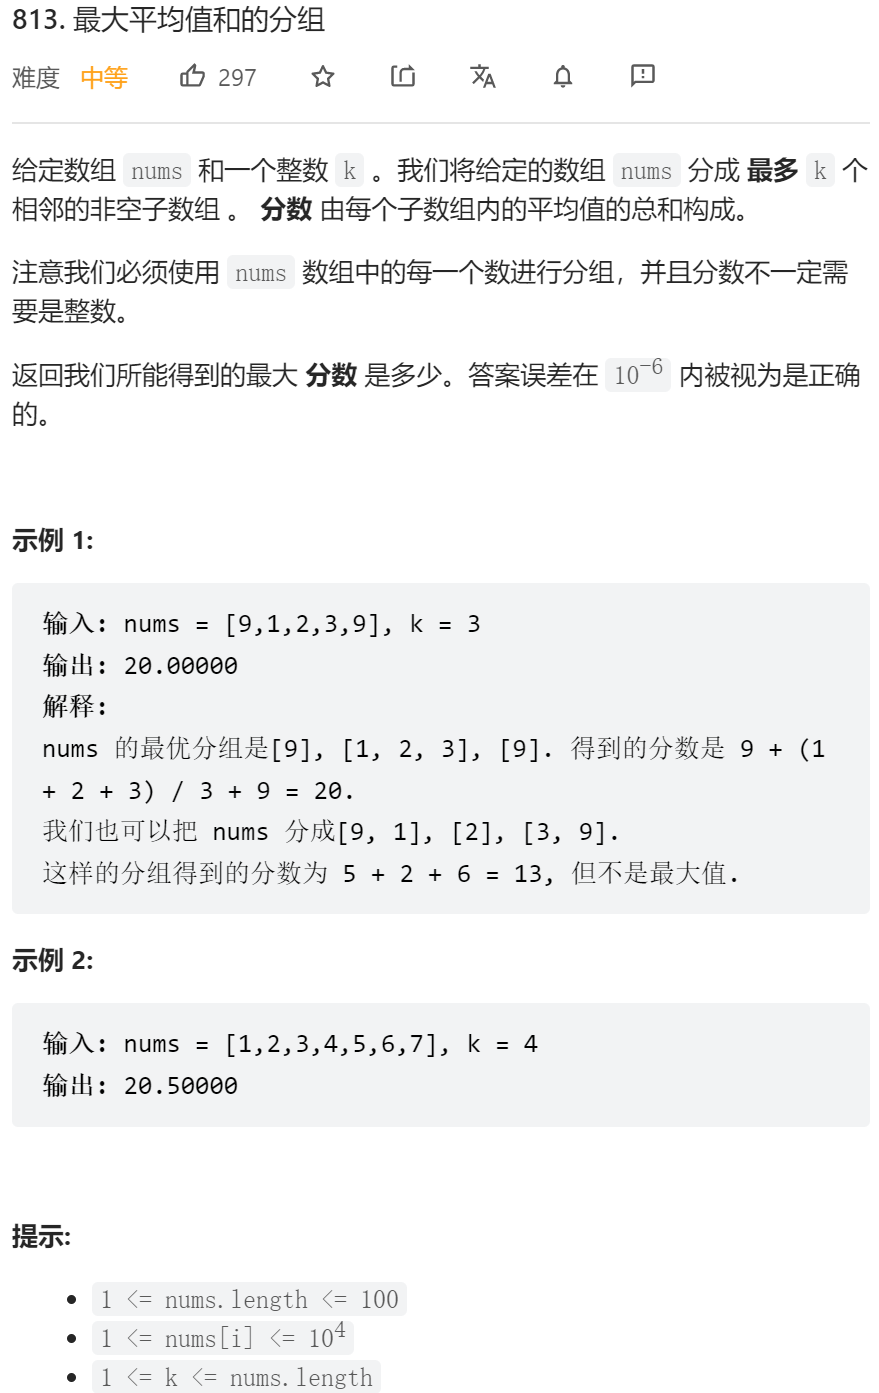 813. 最大平均值和的分组
难度 中等 297
给定数组 nums 和一个整数 k 。我们将给定的数组 nums 分成 最多 k 个
相邻的非空子数组 。 分数 由每个子数组内的平均值的总和构成。
注意我们必须使用 nums 数组中的每一个数进行分组，并且分数不一定需
要是整数。
返回我们所能得到的最大 分数 是多少。答案误差在 10⁻⁶ 内被视为是正确
的。
示例 1:
输入: nums = [9,1,2,3,9], k = 3
输出: 20.00000
解释:
nums 的最优分组是[9], [1, 2, 3], [9]. 得到的分数是 9 + (1
+ 2 + 3) / 3 + 9 = 20.
我们也可以把 nums 分成[9, 1], [2], [3, 9].
这样的分组得到的分数为 5 + 2 + 6 = 13, 但不是最大值.
示例 2:
输入: nums = [1,2,3,4,5,6,7], k = 4
输出: 20.50000
提示:
• 1 <= nums.length <= 100
• 1 <= nums[i] <= 10⁴
• 1 <= k <= nums.length